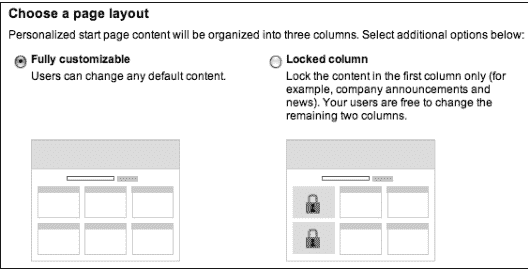 Choose a page layout
Personalized start page content will be organized into three columns. Select additional options below:
Fully customizable
Users can change any default content.
Locked column
Lock the content in the first column only (for
example, company announcements and
news). Your users are free to change the
remaining two columns.